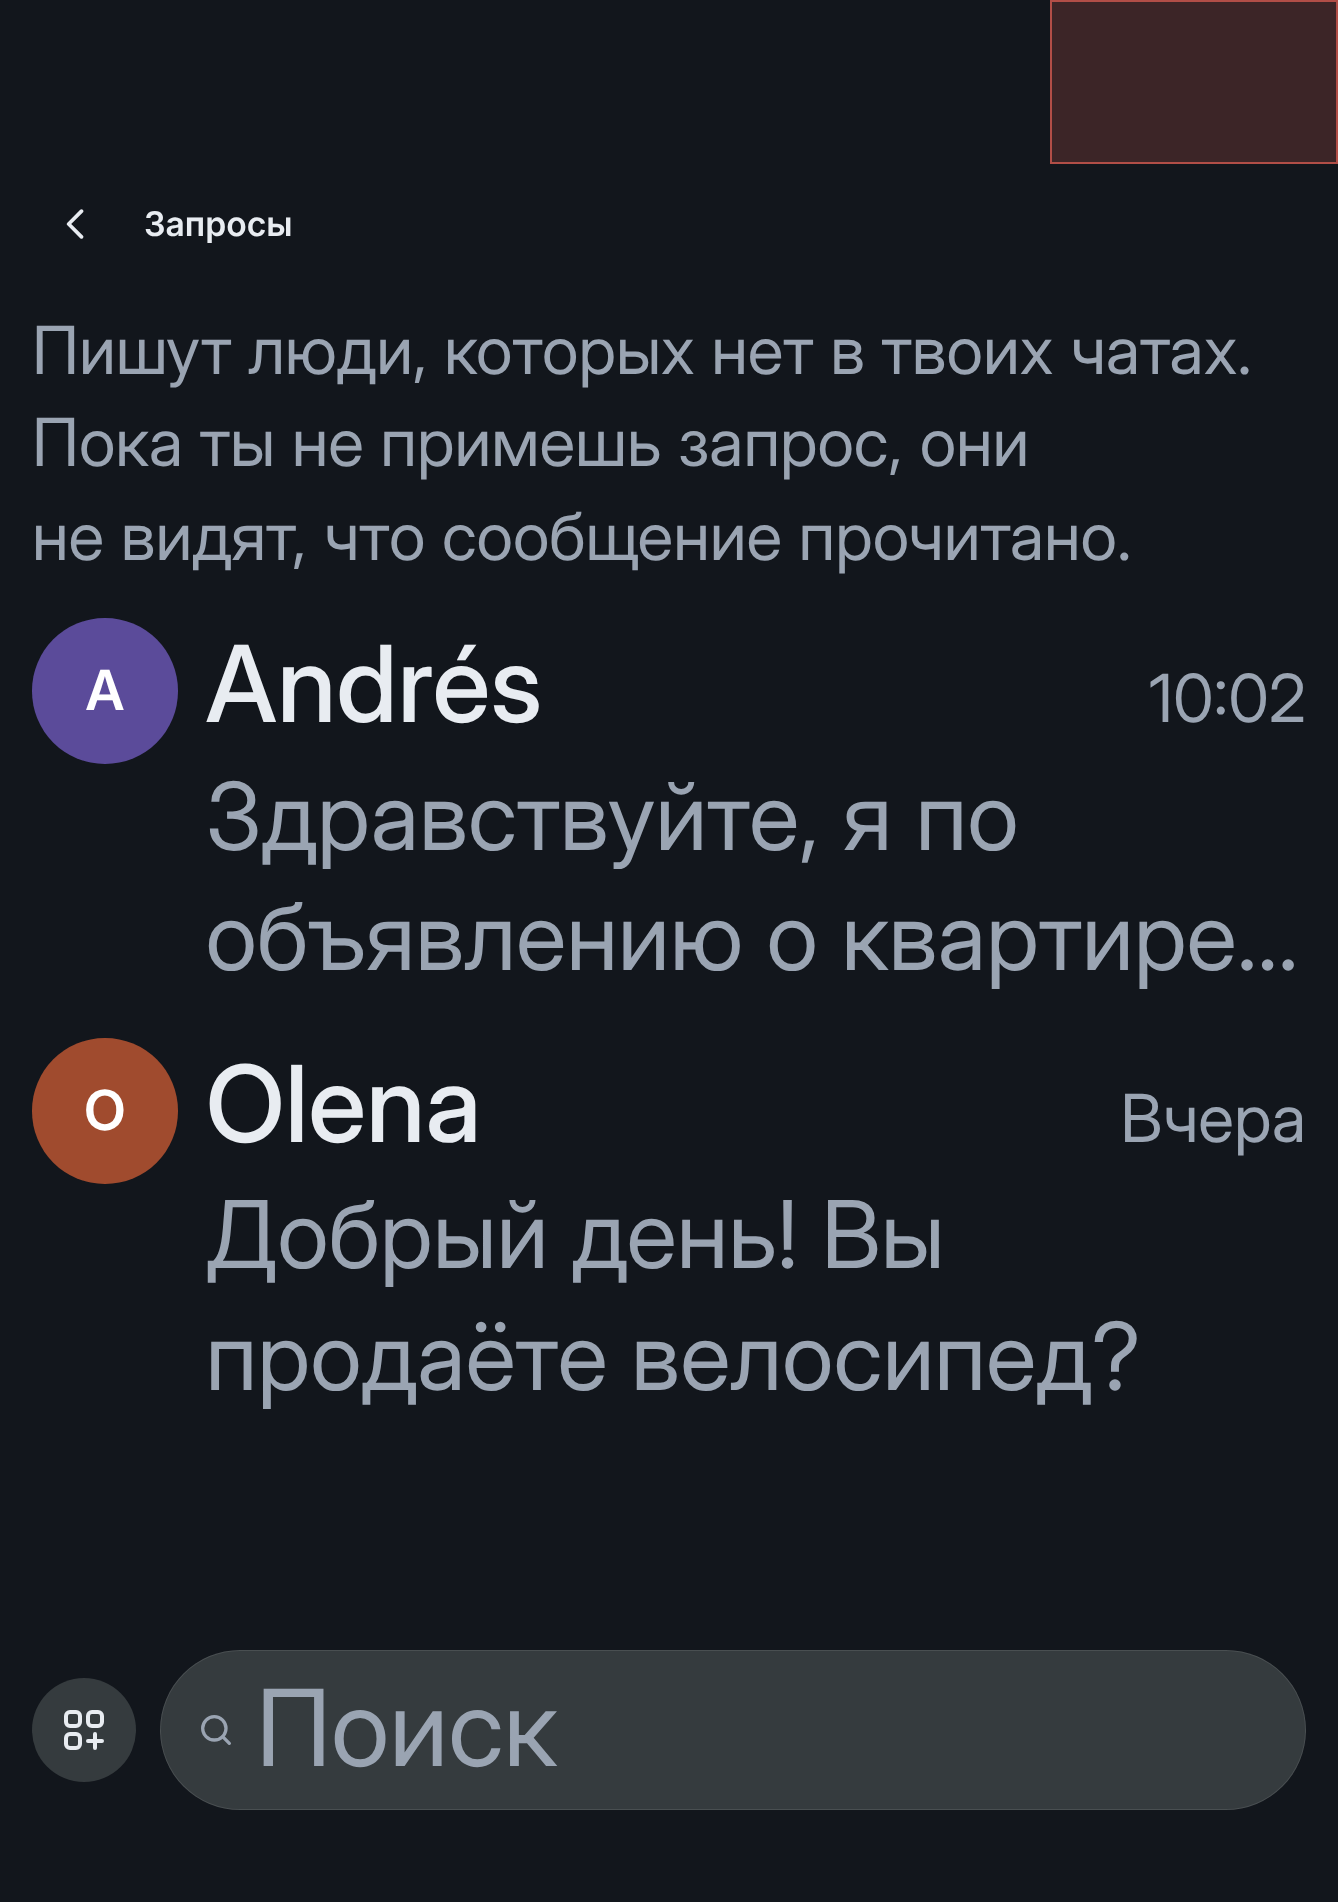 Запросы
Пишут люди, которых нет в твоих чатах.
Пока ты не примешь запрос, они
не видят, что сообщение прочитано.
A
Andrés
10:02
Здравствуйте, я по
объявлению о квартире...
O
Olena
Вчера
Добрый день! Вы
продаёте велосипед?
Поиск